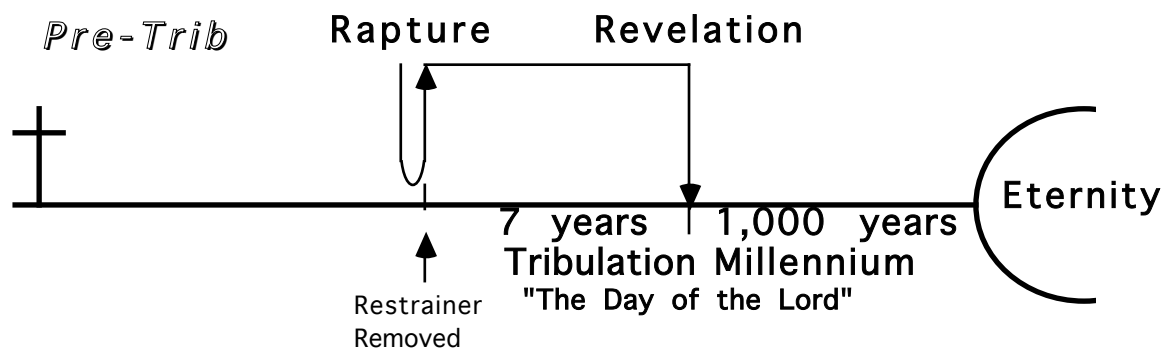 Pre-Trib Rapture Revelation
Eternity
7 years 1,000 years
Tribulation Millennium
"The Day of the Lord"
Restrainer
Removed